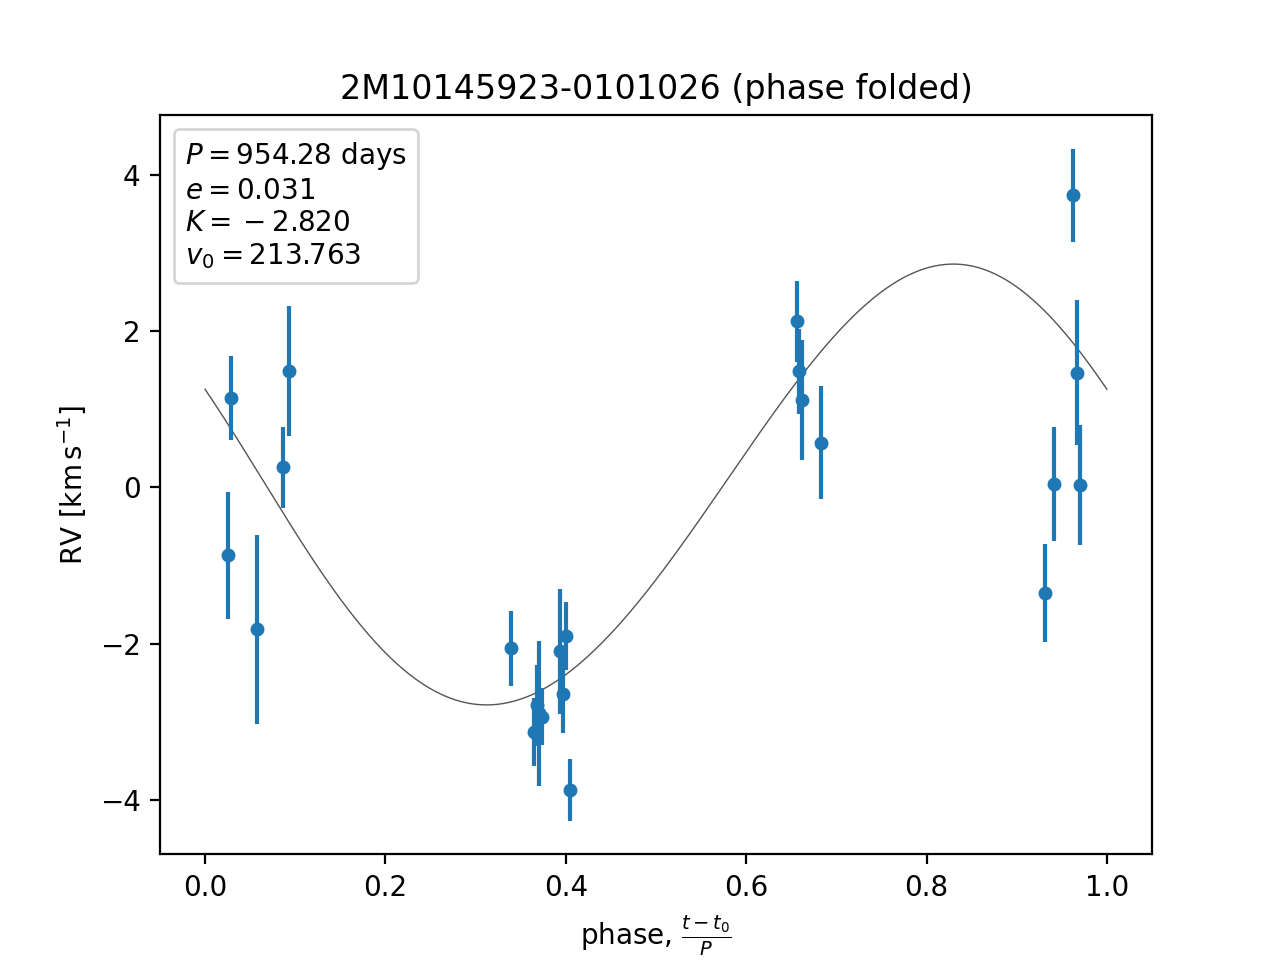 2M10145923-0101026 (phase folded)
P = 954.28 days
e = 0.031
K = −2.820
v₀ = 213.763
4
2
0
−2
−4
RV [km s⁻¹]
0.0 0.2 0.4 0.6 0.8 1.0
phase, (t − t₀)/P